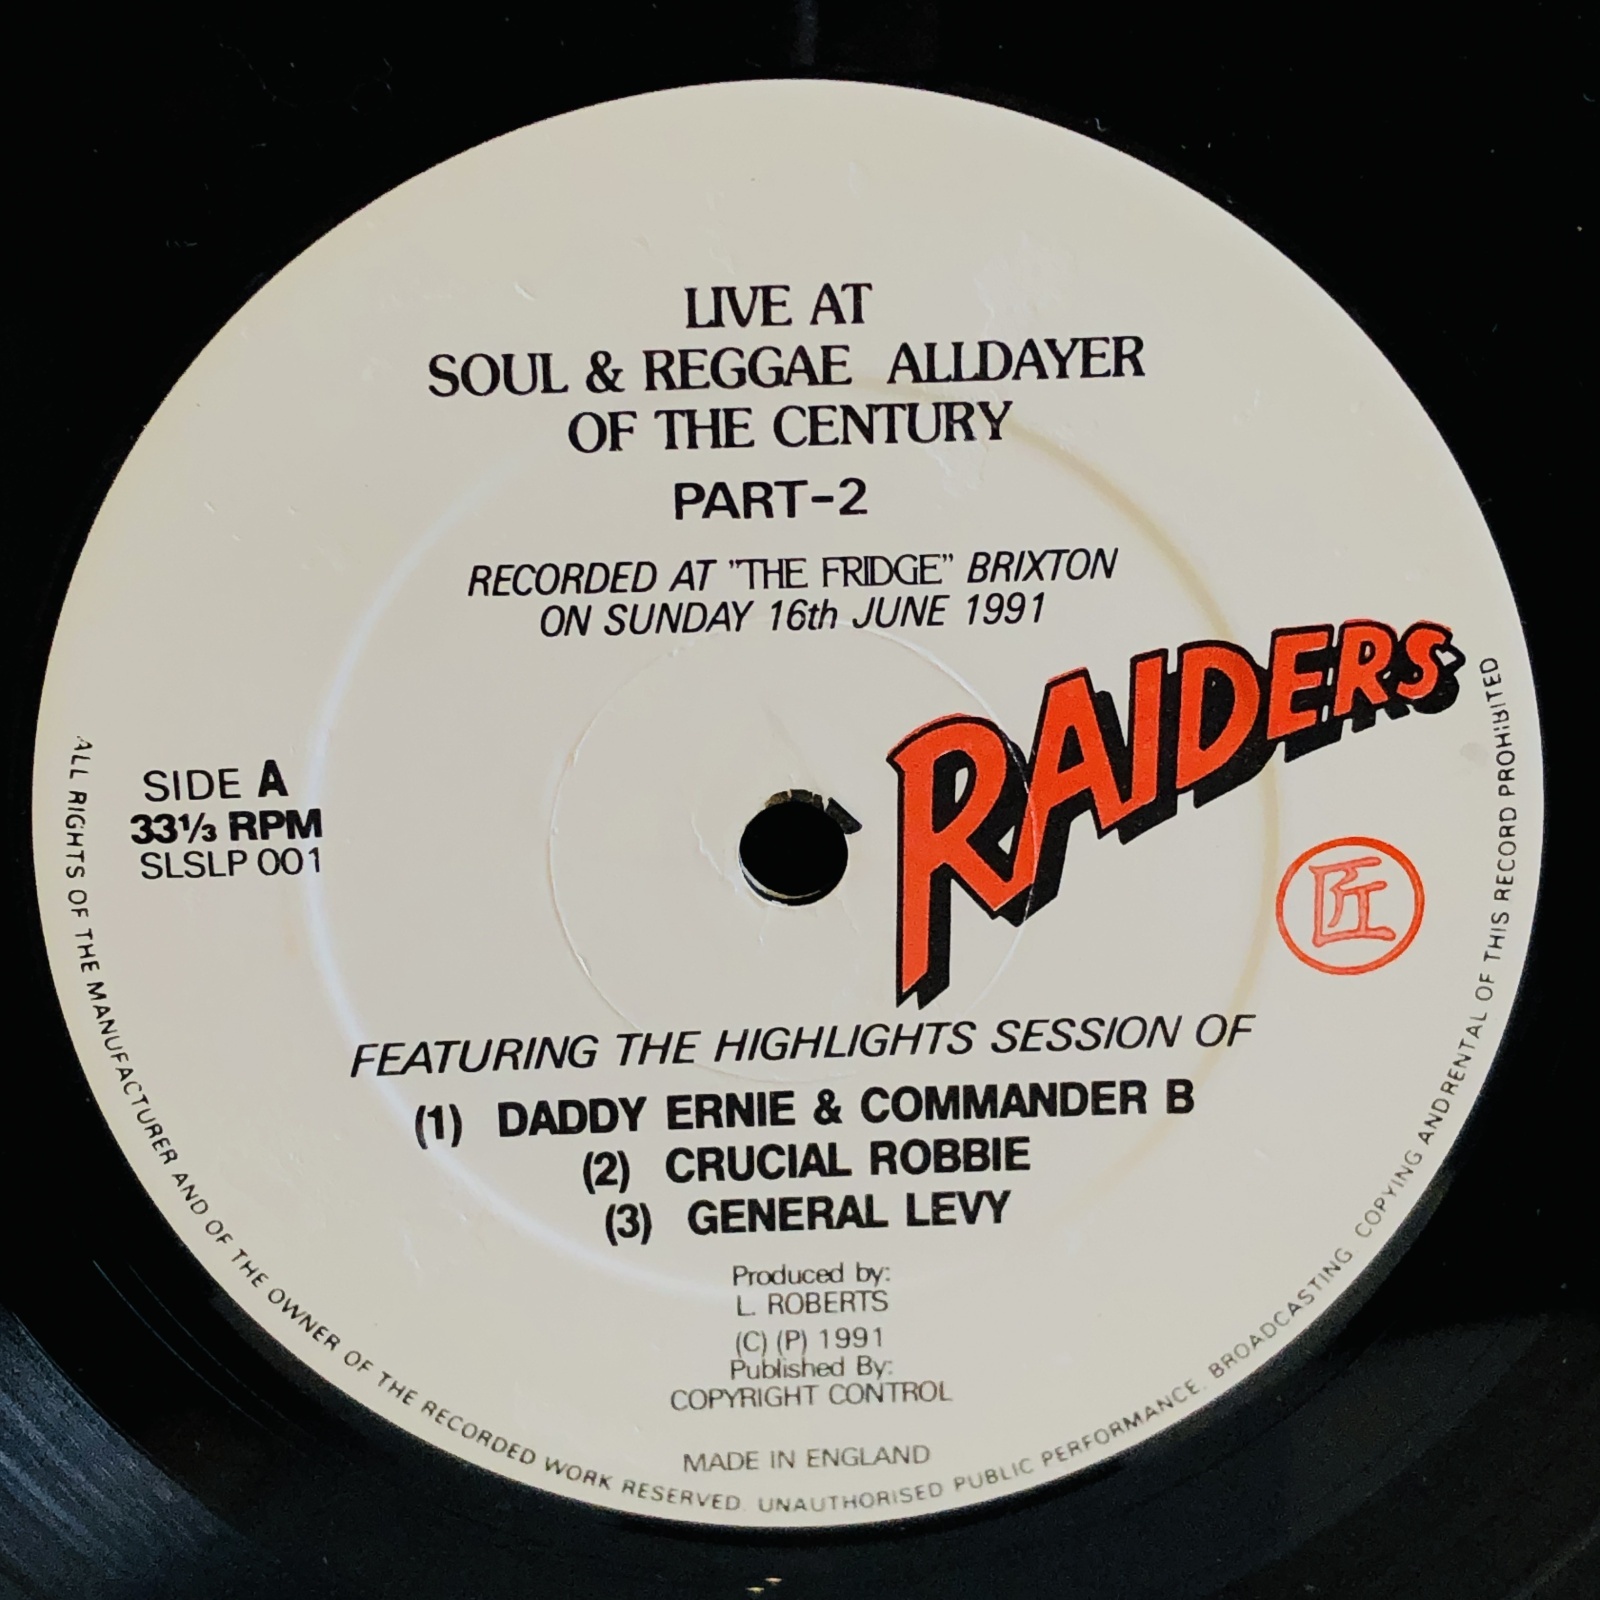 LIVE AT
SOUL & REGGAE ALLDAYER
OF THE CENTURY
PART-2
RECORDED AT "THE FRIDGE" BRIXTON
ON SUNDAY 16th JUNE 1991
RAIDERS
SIDE A
33⅓ RPM
SLSLP 001
匠
FEATURING THE HIGHLIGHTS SESSION OF
(1) DADDY ERNIE & COMMANDER B
(2) CRUCIAL ROBBIE
(3) GENERAL LEVY
Produced by:
L. ROBERTS
(C) (P) 1991
Published By:
COPYRIGHT CONTROL
MADE IN ENGLAND
ALL RIGHTS OF THE MANUFACTURER AND OF THE OWNER OF THE RECORDED WORK RESERVED. UNAUTHORISED PUBLIC PERFORMANCE. BROADCASTING. COPYING AND RENTAL OF THIS RECORD PROHIBITED